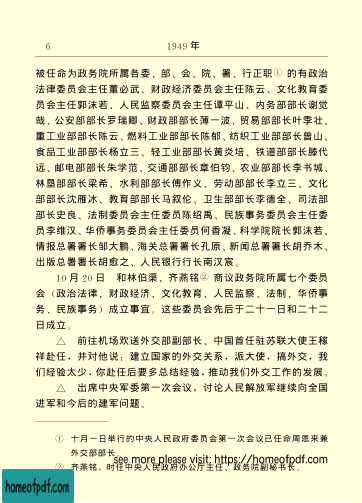 6 1949 年
被任命为政务院所属各委、部、会、院、署、行正职① 的有政治
法律委员会主任董必武、财政经济委员会主任陈云、文化教育委
员会主任郭沫若、人民监察委员会主任谭平山、内务部部长谢觉
哉、公安部部长罗瑞卿、财政部部长薄一波、贸易部部长叶季壮、
重工业部部长陈云、燃料工业部部长陈郁、纺织工业部部长曾山、
食品工业部部长杨立三、轻工业部部长黄炎培、铁道部部长滕代
远、邮电部部长朱学范、交通部部长章伯钧、农业部部长李书城、
林垦部部长梁希、水利部部长傅作义、劳动部部长李立三、文化
部部长沈雁冰、教育部部长马叙伦、卫生部部长李德全、司法部
部长史良、法制委员会主任委员陈绍禹、民族事务委员会主任委
员李维汉、华侨事务委员会主任委员何香凝、科学院院长郭沫若、
情报总署署长邹大鹏、海关总署署长孔原、新闻总署署长胡乔木、
出版总署署长胡愈之、人民银行行长南汉宸。
10 月 20 日 和林伯渠、齐燕铭② 商议政务院所属七个委员
会（政治法律、财政经济、文化教育、人民监察、法制、华侨事
务、民族事务）成立事宜。这些委员会先后于二十一日和二十二
日成立。
△ 前往机场欢送外交部副部长、中国首任驻苏联大使王稼
祥赴任，并对他说：建立国家的外交关系，派大使，搞外交，我
们经验太少，你赴任后要多总结经验，推动我们外交工作的发展。
△ 出席中央军委第一次会议，讨论人民解放军继续向全国
进军和今后的建军问题。
① 十月一日举行的中央人民政府委员会第一次会议已任命周恩来兼
外交部部长。
see more please visit: https://homeofpdf.com
② 齐燕铭，时任中央人民政府办公厅主任、政务院副秘书长。
homeofpdf.com